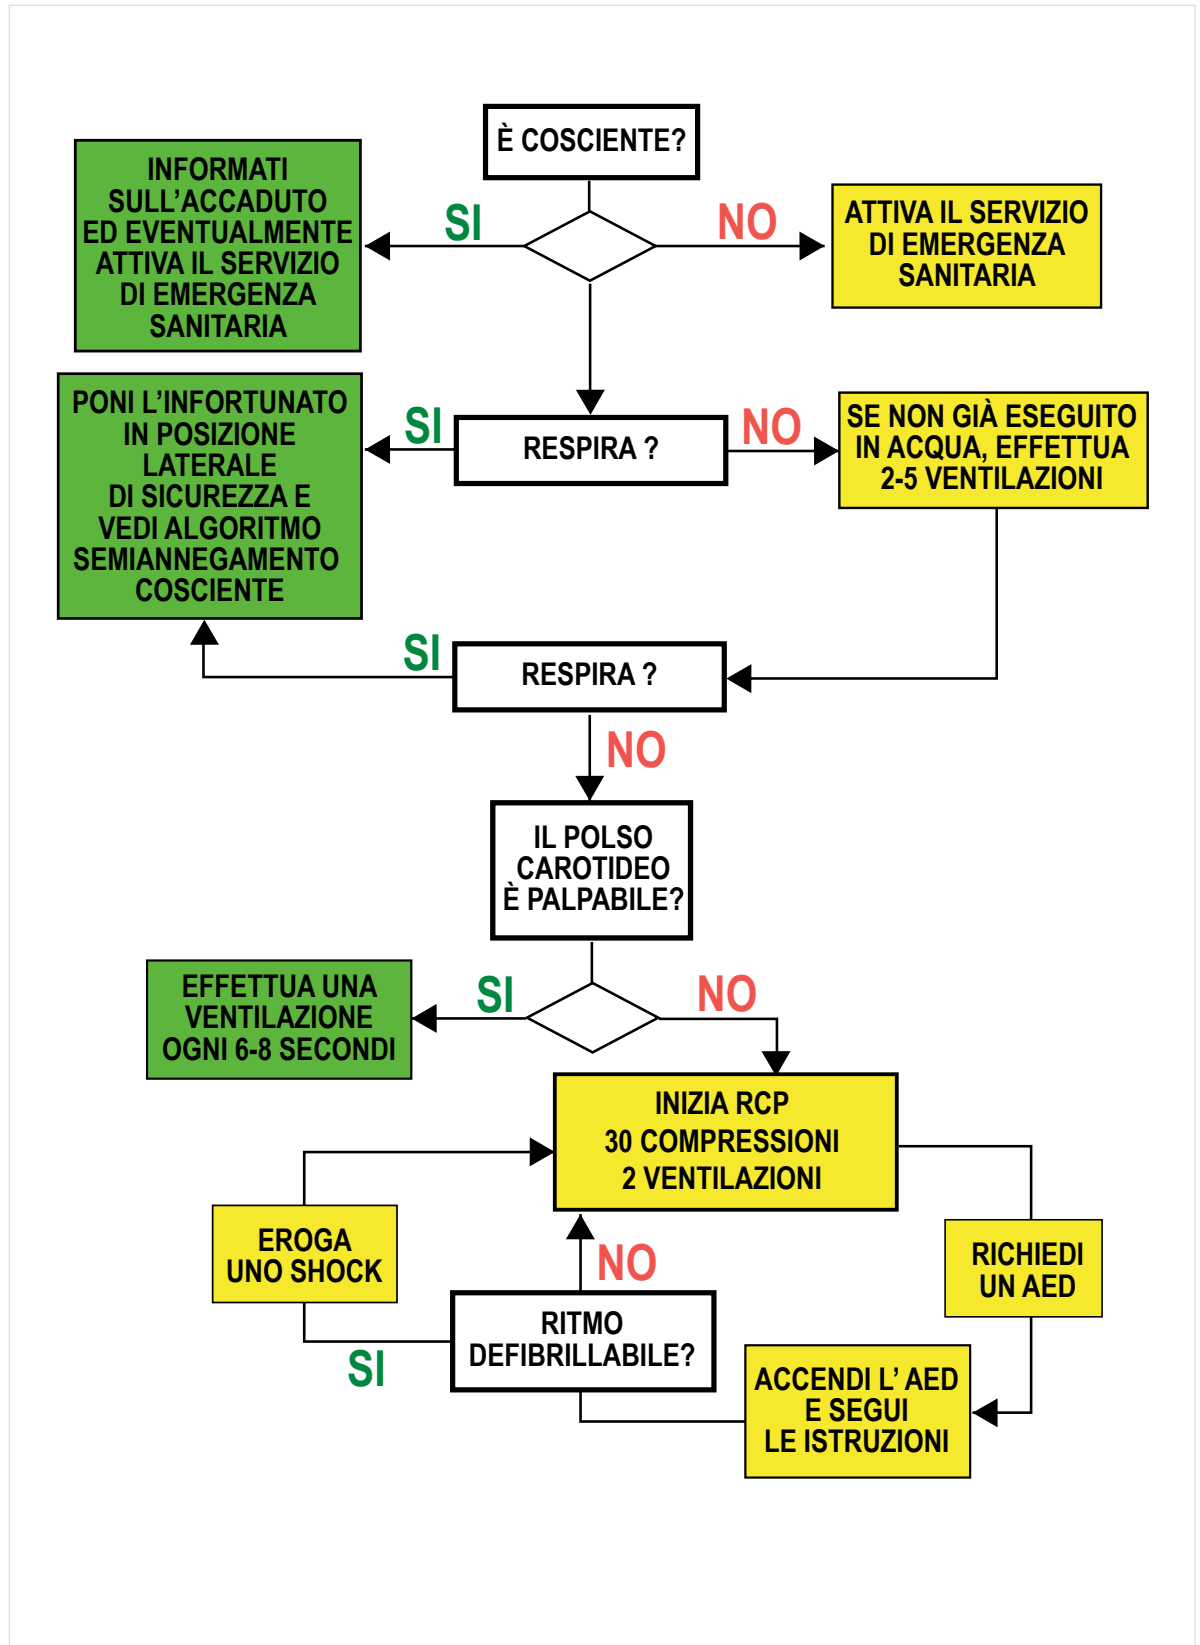 È COSCIENTE?
INFORMATI
SULL'ACCADUTO
ED EVENTUALMENTE
ATTIVA IL SERVIZIO
DI EMERGENZA
SANITARIA
SI
NO
ATTIVA IL SERVIZIO
DI EMERGENZA
SANITARIA
PONI L'INFORTUNATO
IN POSIZIONE
LATERALE
DI SICUREZZA E
VEDI ALGORITMO
SEMIANNEGAMENTO
COSCIENTE
SI
RESPIRA ?
NO
SE NON GIÀ ESEGUITO
IN ACQUA, EFFETTUA
2-5 VENTILAZIONI
SI
RESPIRA ?
NO
IL POLSO
CAROTIDEO
È PALPABILE?
EFFETTUA UNA
VENTILAZIONE
OGNI 6-8 SECONDI
SI
NO
INIZIA RCP
30 COMPRESSIONI
2 VENTILAZIONI
EROGA
UNO SHOCK
NO
RICHIEDI
UN AED
RITMO
DEFIBRILLABILE?
SI
ACCENDI L' AED
E SEGUI
LE ISTRUZIONI